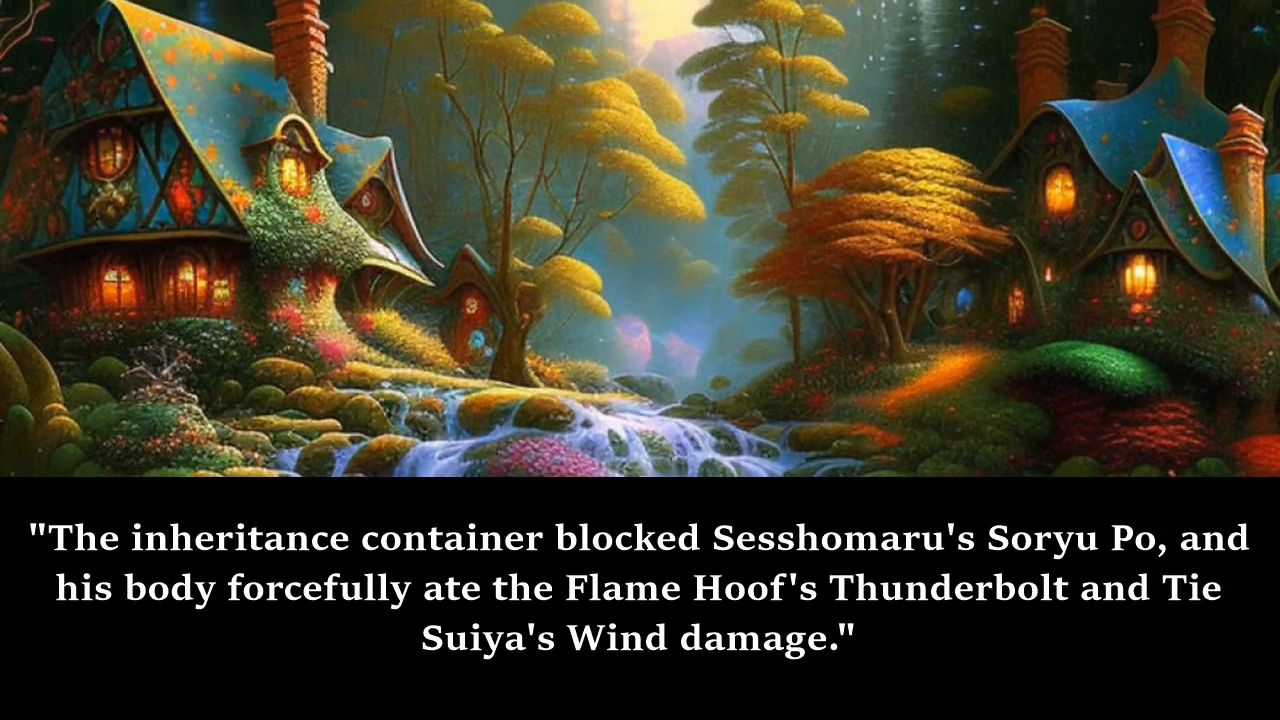 "The inheritance container blocked Sesshomaru's Soryu Po, and
his body forcefully ate the Flame Hoof's Thunderbolt and Tie
Suiya's Wind damage."